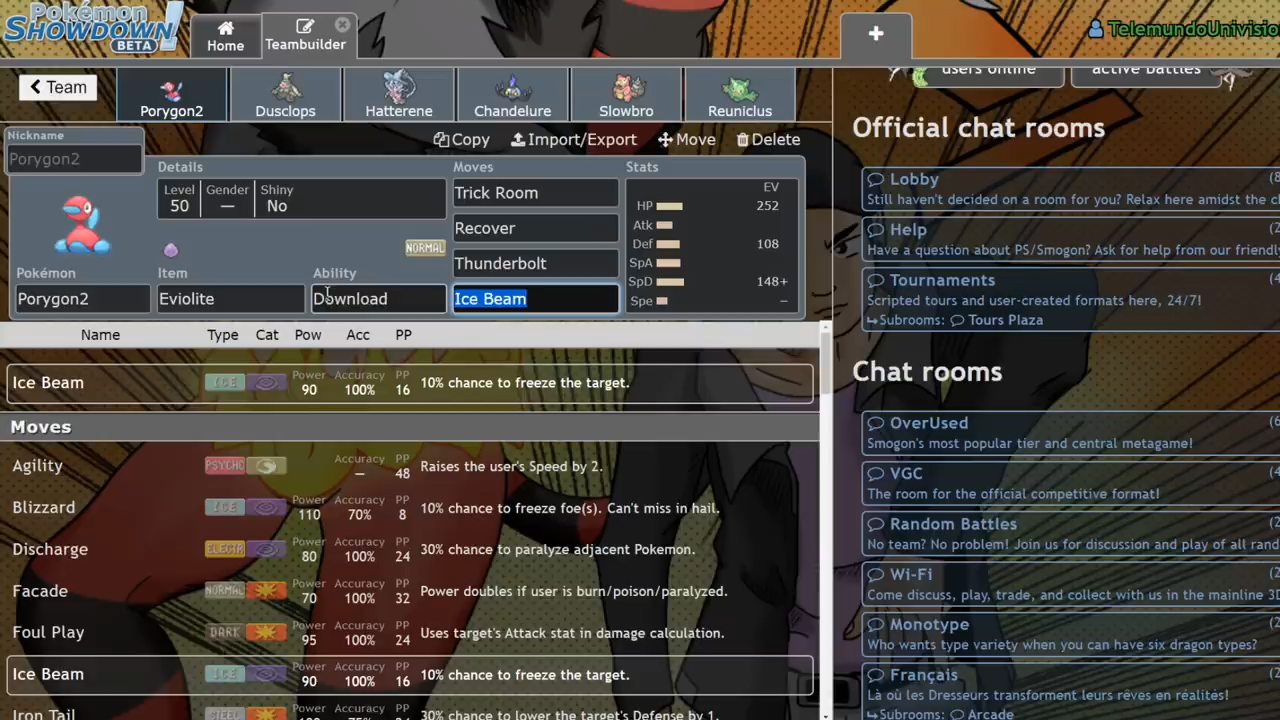 Pokémon
SHOWDOWN!
BETA
Home
Teambuilder
+
TelemundoUnivisio
Team
Porygon2
Dusclops
Hatterene
Chandelure
Slowbro
Reuniclus
users online
active battles
Copy
Import/Export
Move
Delete
Nickname
Porygon2
Details
Level
50
Gender
—
Shiny
No
NORMAL
Pokémon
Porygon2
Item
Eviolite
Ability
Download
Moves
Trick Room
Recover
Thunderbolt
Ice Beam
Stats
EV
HP 252
Atk
Def 108
SpA
SpD 148+
Spe –
Name Type Cat Pow Acc PP
Ice Beam ICE Power 90 Accuracy 100% PP 16 10% chance to freeze the target.
Moves
Agility PSYCHC Accuracy — PP 48 Raises the user's Speed by 2.
Blizzard ICE Power 110 Accuracy 70% PP 8 10% chance to freeze foe(s). Can't miss in hail.
Discharge ELECTR Power 80 Accuracy 100% PP 24 30% chance to paralyze adjacent Pokemon.
Facade NORMAL Power 70 Accuracy 100% PP 32 Power doubles if user is burn/poison/paralyzed.
Foul Play DARK Power 95 Accuracy 100% PP 24 Uses target's Attack stat in damage calculation.
Ice Beam ICE Power 90 Accuracy 100% PP 16 10% chance to freeze the target.
Iron Tail STEEL Power Accuracy PP 30% chance to lower the target's Defense by 1.
Official chat rooms
Lobby (8
Still haven't decided on a room for you? Relax here amidst the c
Help (2
Have a question about PS/Smogon? Ask for help from our friendly
Tournaments (
Scripted tours and user-created formats here, 24/7!
Subrooms: Tours Plaza
Chat rooms
OverUsed (6
Smogon's most popular tier and central metagame!
VGC (4
The room for the official competitive format!
Random Battles (
No team? No problem! Join us for discussion and play of all rand
Wi-Fi (2
Come discuss, play, trade, and collect with us in the mainline 3D
Monotype (2
Who wants type variety when you can have six dragon types?
Français (
Là où les Dresseurs transforment leurs rêves en réalités!
Subrooms: Arcade